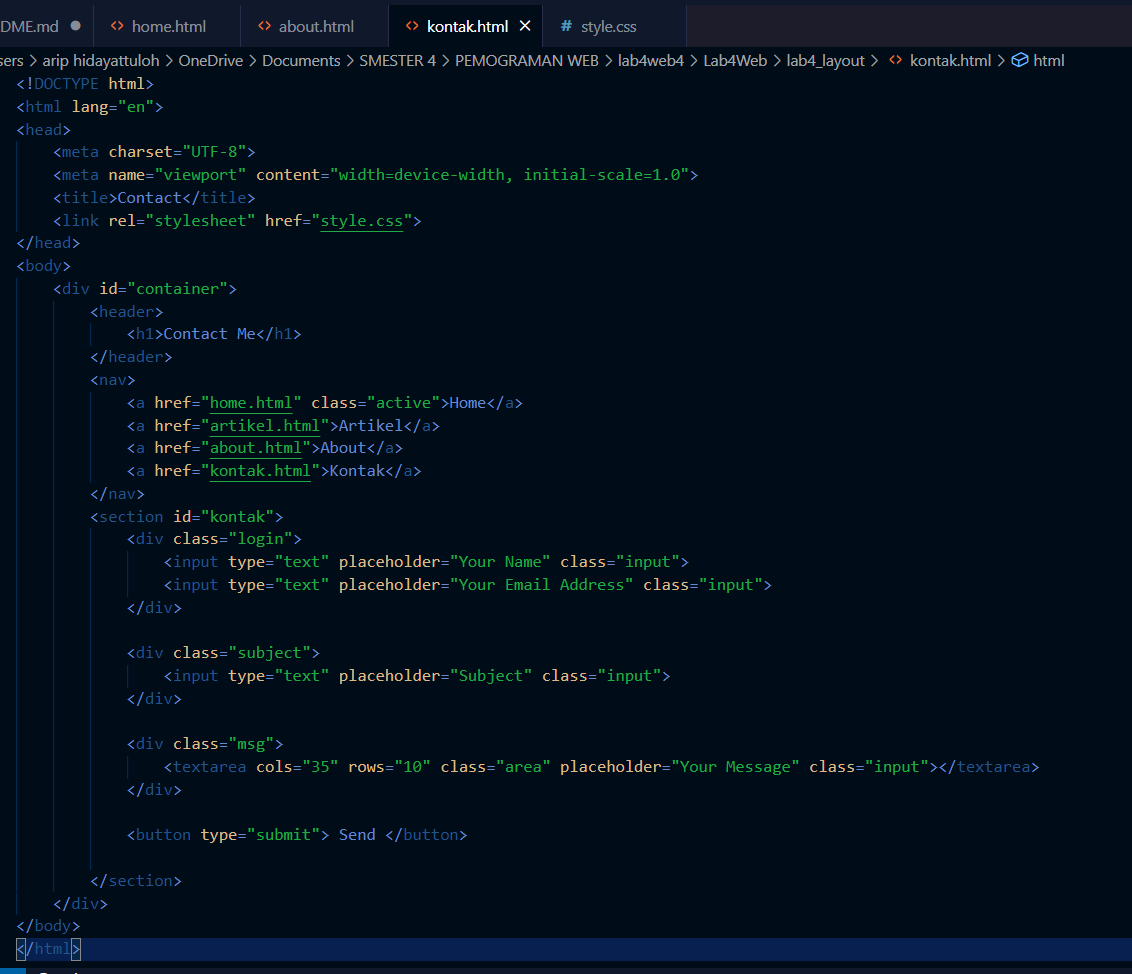 DME.md ● <> home.html <> about.html <> kontak.html × # style.css
sers > arip hidayattuloh > OneDrive > Documents > SMESTER 4 > PEMOGRAMAN WEB > lab4web4 > Lab4Web > lab4_layout > <> kontak.html > html
<!DOCTYPE html>
<html lang="en">
<head>
    <meta charset="UTF-8">
    <meta name="viewport" content="width=device-width, initial-scale=1.0">
    <title>Contact</title>
    <link rel="stylesheet" href="style.css">
</head>
<body>
    <div id="container">
        <header>
            <h1>Contact Me</h1>
        </header>
        <nav>
            <a href="home.html" class="active">Home</a>
            <a href="artikel.html">Artikel</a>
            <a href="about.html">About</a>
            <a href="kontak.html">Kontak</a>
        </nav>
        <section id="kontak">
            <div class="login">
                <input type="text" placeholder="Your Name" class="input">
                <input type="text" placeholder="Your Email Address" class="input">
            </div>
            <div class="subject">
                <input type="text" placeholder="Subject" class="input">
            </div>
            <div class="msg">
                <textarea cols="35" rows="10" class="area" placeholder="Your Message" class="input"></textarea>
            </div>
            <button type="submit"> Send </button>
        </section>
    </div>
</body>
</html>